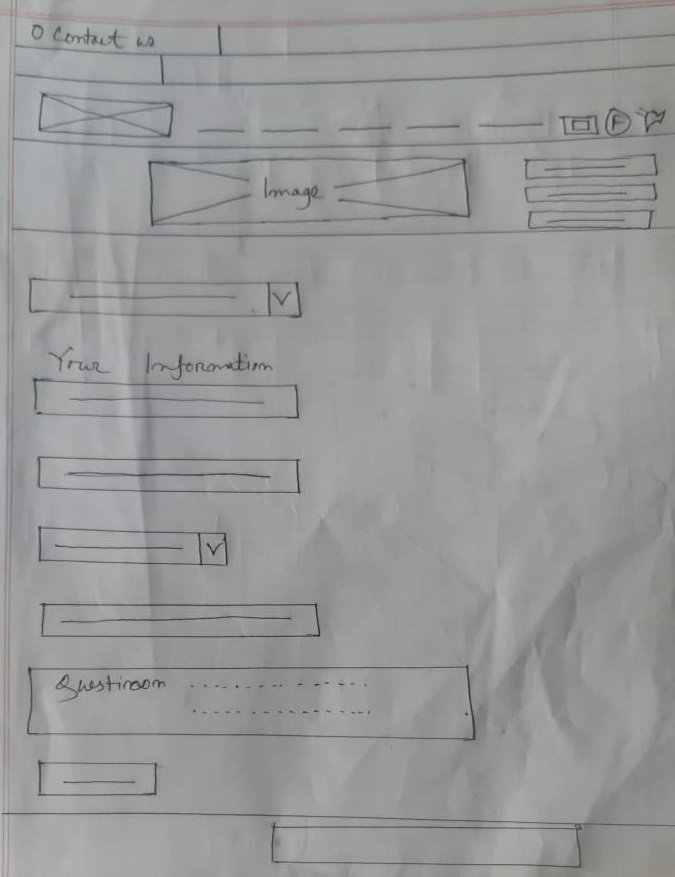 O Contact us
F
Image
Your Information
Questiroom